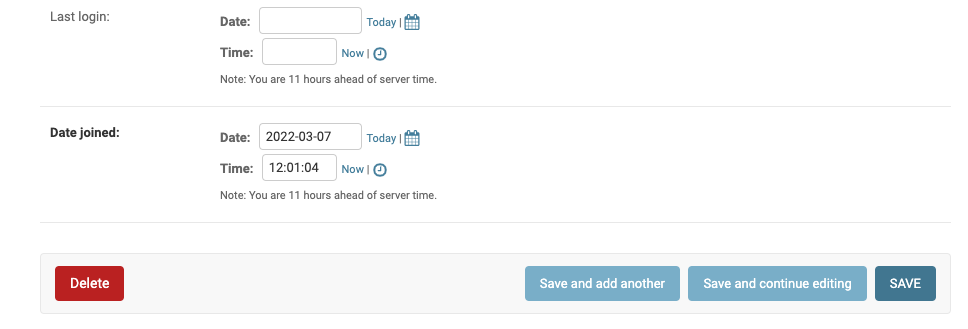 Last login:
Date: Today |
Time: Now |
Note: You are 11 hours ahead of server time.
Date joined:
Date: 2022-03-07 Today |
Time: 12:01:04 Now |
Note: You are 11 hours ahead of server time.
Delete Save and add another Save and continue editing SAVE